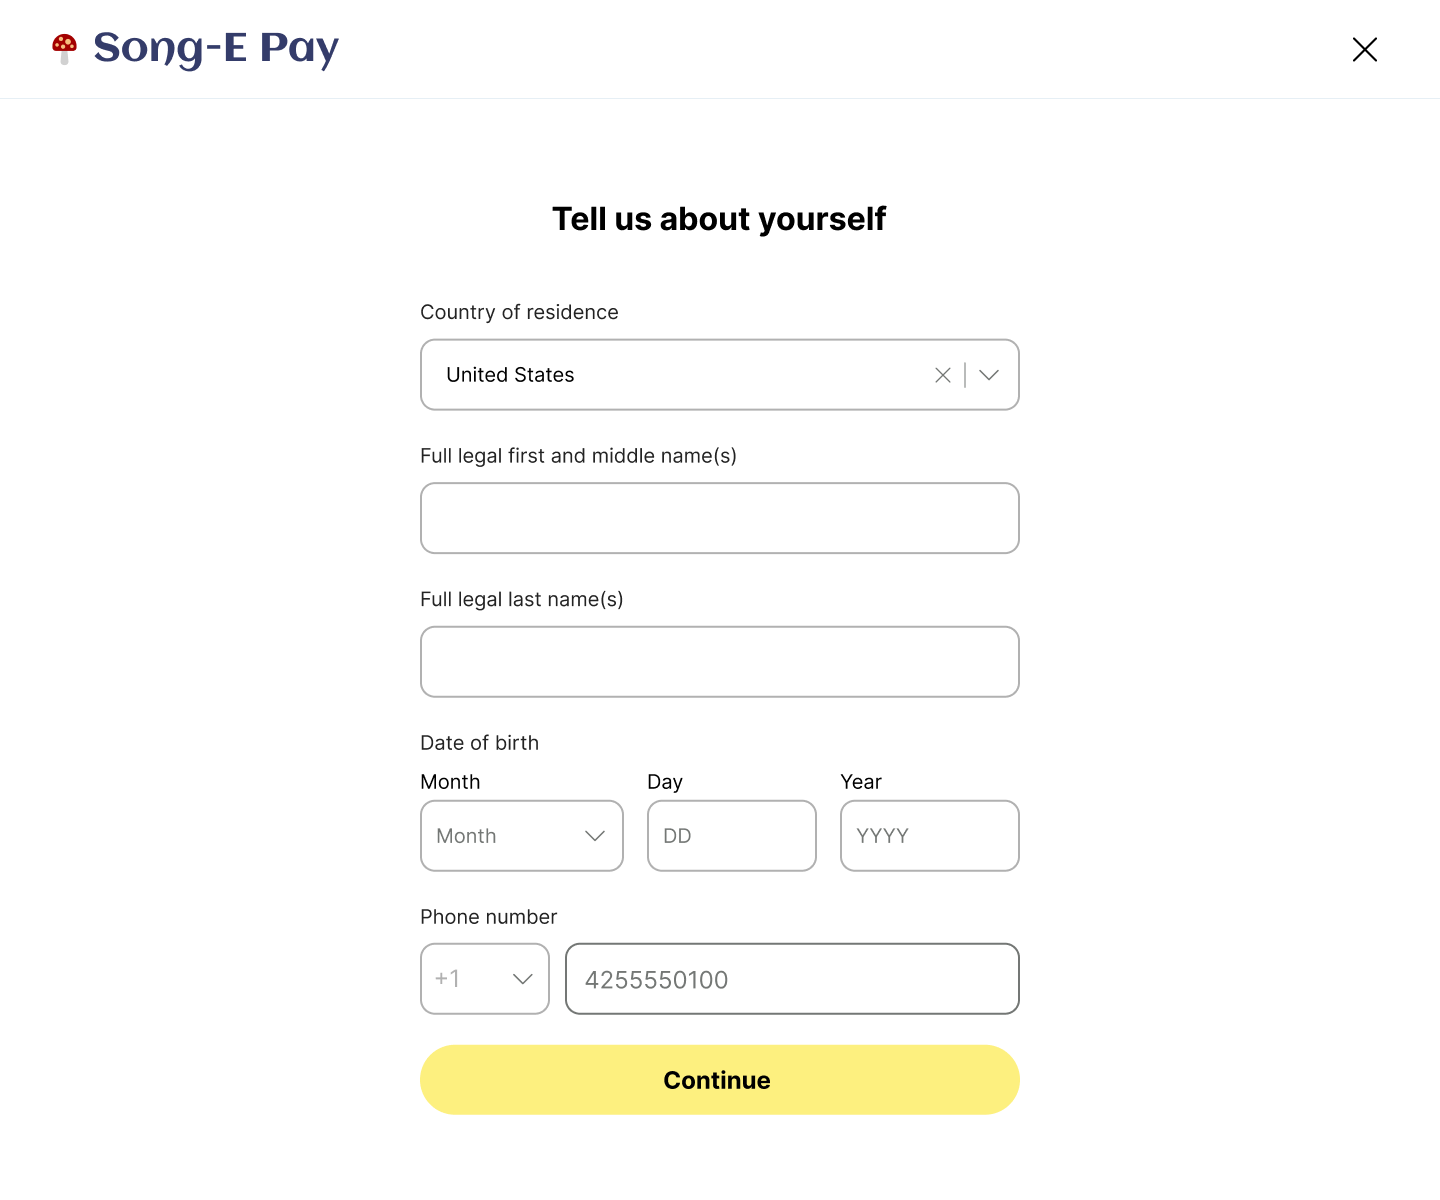 Song-E Pay
Tell us about yourself
Country of residence
United States
Full legal first and middle name(s)
Full legal last name(s)
Date of birth
Month Day Year
Month DD YYYY
Phone number
+1 4255550100
Continue